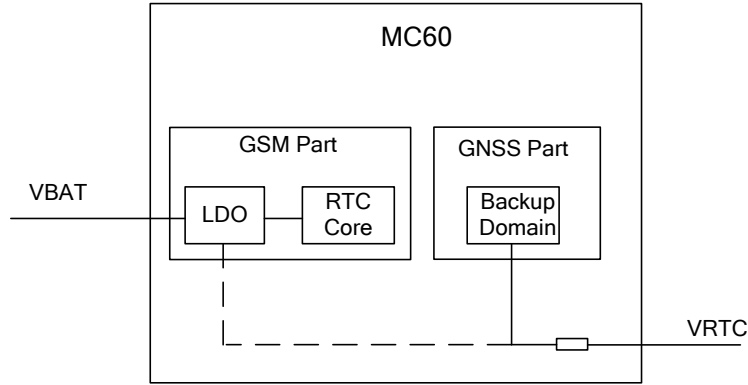 MC60
GSM Part
GNSS Part
VBAT
LDO
RTC
Core
Backup
Domain
VRTC